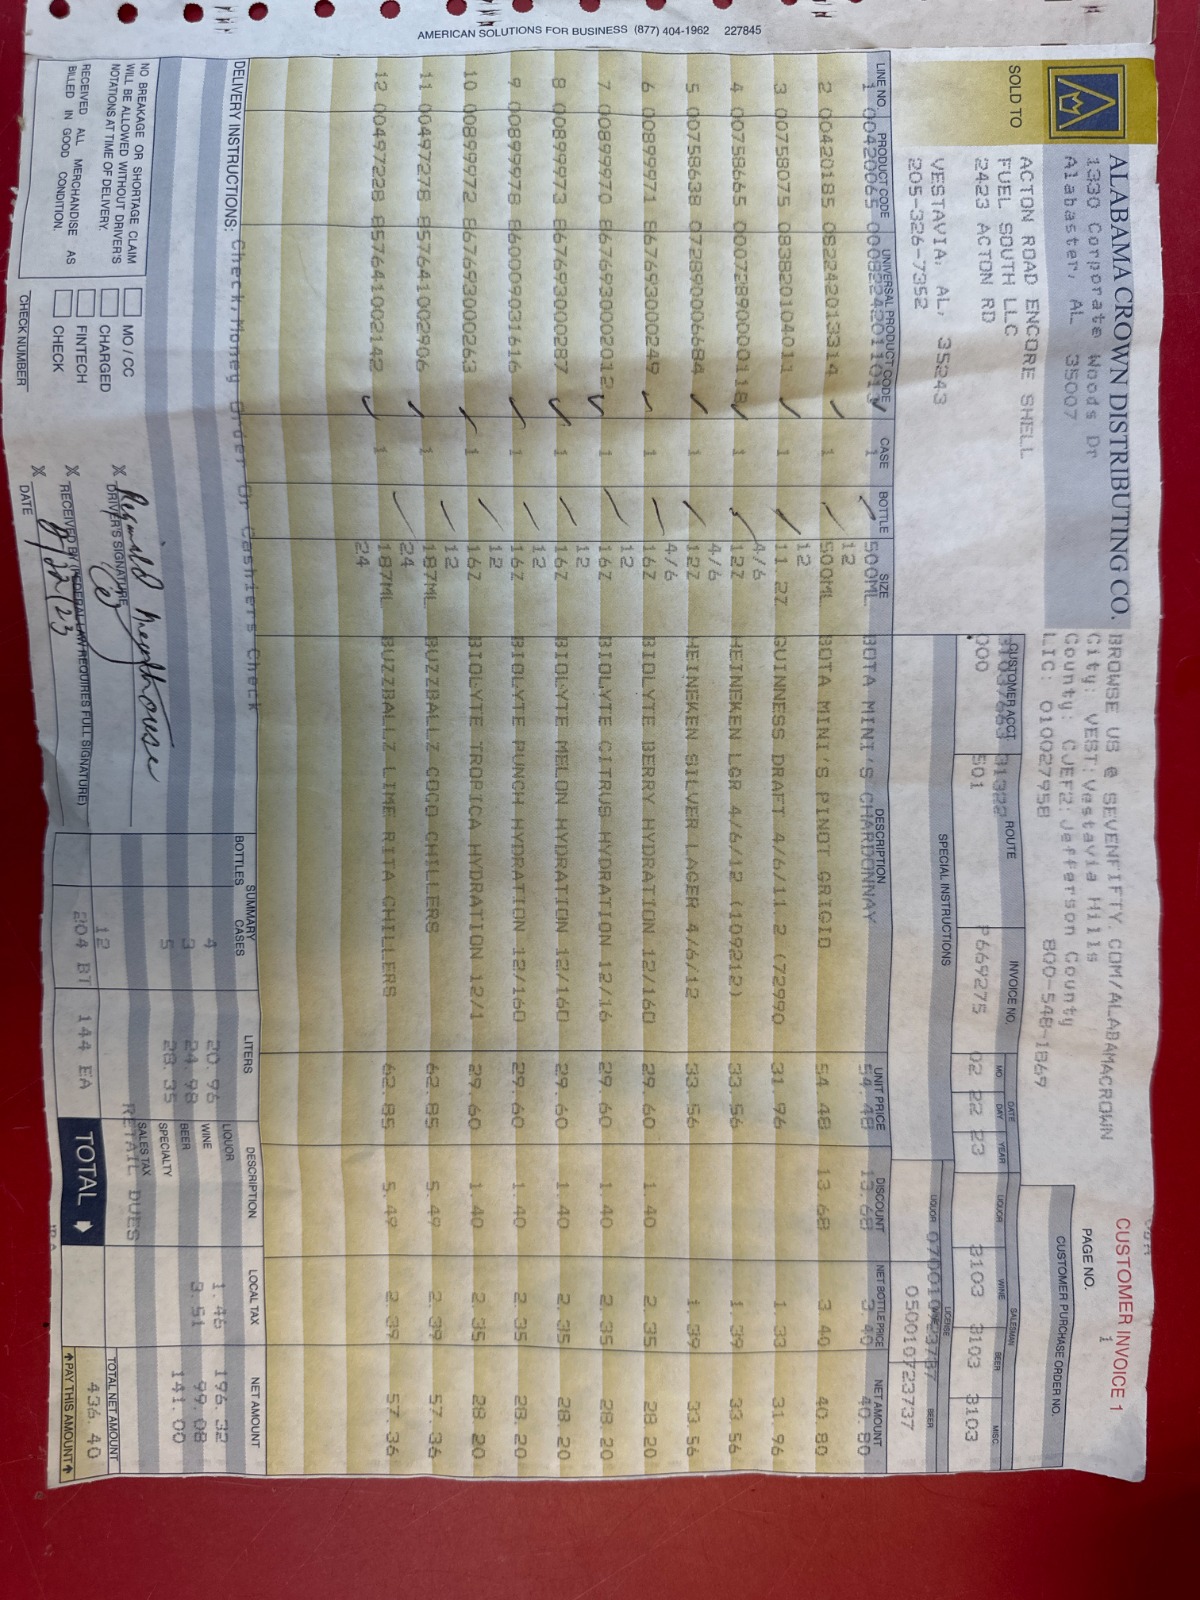 ALABAMA CROWN DISTRIBUTING CO.
1330 Corporate Woods Dr
Alabaster, AL 35007
BROWSE US @ SEVENFIFTY.COM/ALABAMACROWN
City: VEST:Vestavia Hills
County: CJEF2:Jefferson County
LIC: 010027958 800-548-1869
CUSTOMER INVOICE 1
1
PAGE NO.
CUSTOMER PURCHASE ORDER NO.
SOLD TO
ACTON ROAD ENCORE SHELL
FUEL SOUTH LLC
2423 ACTON RD
VESTAVIA, AL, 35243
205-326-7352
CUSTOMER ACCT ROUTE INVOICE NO. DATE SALESMAN
MO. DAY YEAR LIQUOR WINE BEER MISC.
31037663 31322
000 501 P669275 02 22 23 3103 3103 3103
SPECIAL INSTRUCTIONS
LICENSE
LIQUOR 070010723737 BEER
050010723737
LINE NO. PRODUCT CODE UNIVERSAL PRODUCT CODE CASE BOTTLE SIZE DESCRIPTION UNIT PRICE DISCOUNT NET BOTTLE PRICE NET AMOUNT
1 00420065 00082242011013 1 500ML BOTA MINI'S CHARDONNAY 54.48 13.68 3.40 40.80
12
2 00420185 082242013314 1 500ML BOTA MINI'S PINOT GRIGIO 54.48 13.68 3.40 40.80
12
3 00758075 083820104011 1 11.2Z GUINNESS DRAFT 4/6/11.2 (72990 31.96 1.33 31.96
4/6
4 00758665 00072890000118 1 12Z HEINEKEN LGR 4/6/12 (109212) 33.56 1.39 33.56
4/6
5 00758638 072890006684 1 12Z HEINEKEN SILVER LAGER 4/6/12 33.56 1.39 33.56
4/6
6 00899971 867693000249 1 16Z BIOLYTE BERRY HYDRATION 12/16O 29.60 1.40 2.35 28.20
12
7 00899970 8676930002012 1 16Z BIOLYTE CITRUS HYDRATION 12/16 29.60 1.40 2.35 28.20
12
8 00899973 867693000287 1 16Z BIOLYTE MELON HYDRATION 12/16O 29.60 1.40 2.35 28.20
12
9 00899978 860009031616 1 16Z BIOLYTE PUNCH HYDRATION 12/16O 29.60 1.40 2.35 28.20
12
10 00899972 867693000263 1 16Z BIOLYTE TROPICA HYDRATION 12/1 29.60 1.40 2.35 28.20
12
11 00497278 857641002906 1 187ML BUZZBALLZ COCO CHILLERS 62.85 5.49 2.39 57.36
24
12 00497228 857641002142 1 187ML BUZZBALLZ LIME RITA CHILLERS 62.85 5.49 2.39 57.36
24
DELIVERY INSTRUCTIONS: Check,Money Order Or Cashiers Check
SUMMARY
BOTTLES CASES LITERS DESCRIPTION LOCAL TAX NET AMOUNT
LIQUOR
4 20.96 WINE 1.46 196.32
3 24.98 BEER 3.51 99.08
5 28.35 SPECIALTY 141.00
SALES TAX
RETAIL DUES
12
204 BT 144 EA TOTAL
TOTAL NET AMOUNT
436.40
PAY THIS AMOUNT
NO BREAKAGE OR SHORTAGE CLAIM
WILL BE ALLOWED WITHOUT DRIVER'S
NOTATIONS AT TIME OF DELIVERY.
RECEIVED ALL MERCHANDISE AS
BILLED IN GOOD CONDITION.
MO / CC
CHARGED
FINTECH
CHECK
CHECK NUMBER
X Reginald
DRIVER'S SIGNATURE
X RECEIVED BY (FEDERAL LAW REQUIRES FULL SIGNATURE)
X 2/22/23
DATE
AMERICAN SOLUTIONS FOR BUSINESS (877) 404-1962 227845